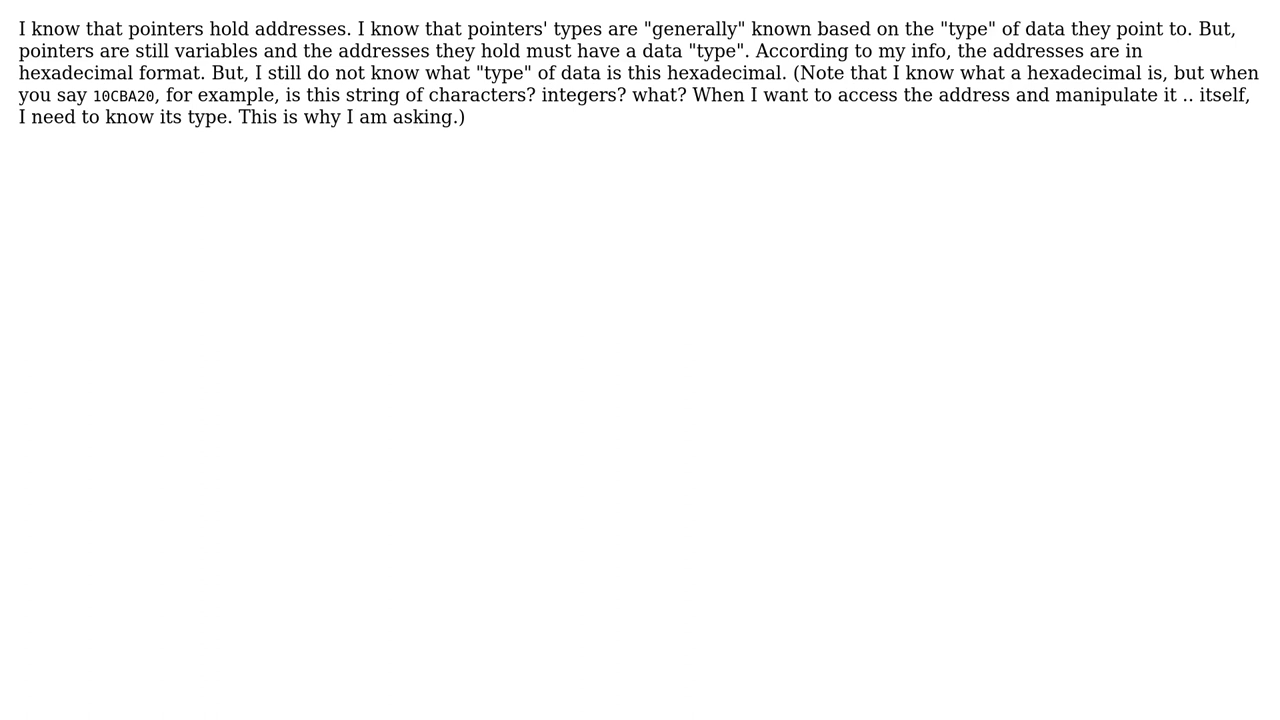 I know that pointers hold addresses. I know that pointers' types are "generally" known based on the "type" of data they point to. But,
pointers are still variables and the addresses they hold must have a data "type". According to my info, the addresses are in
hexadecimal format. But, I still do not know what "type" of data is this hexadecimal. (Note that I know what a hexadecimal is, but when
you say 10CBA20, for example, is this string of characters? integers? what? When I want to access the address and manipulate it .. itself,
I need to know its type. This is why I am asking.)